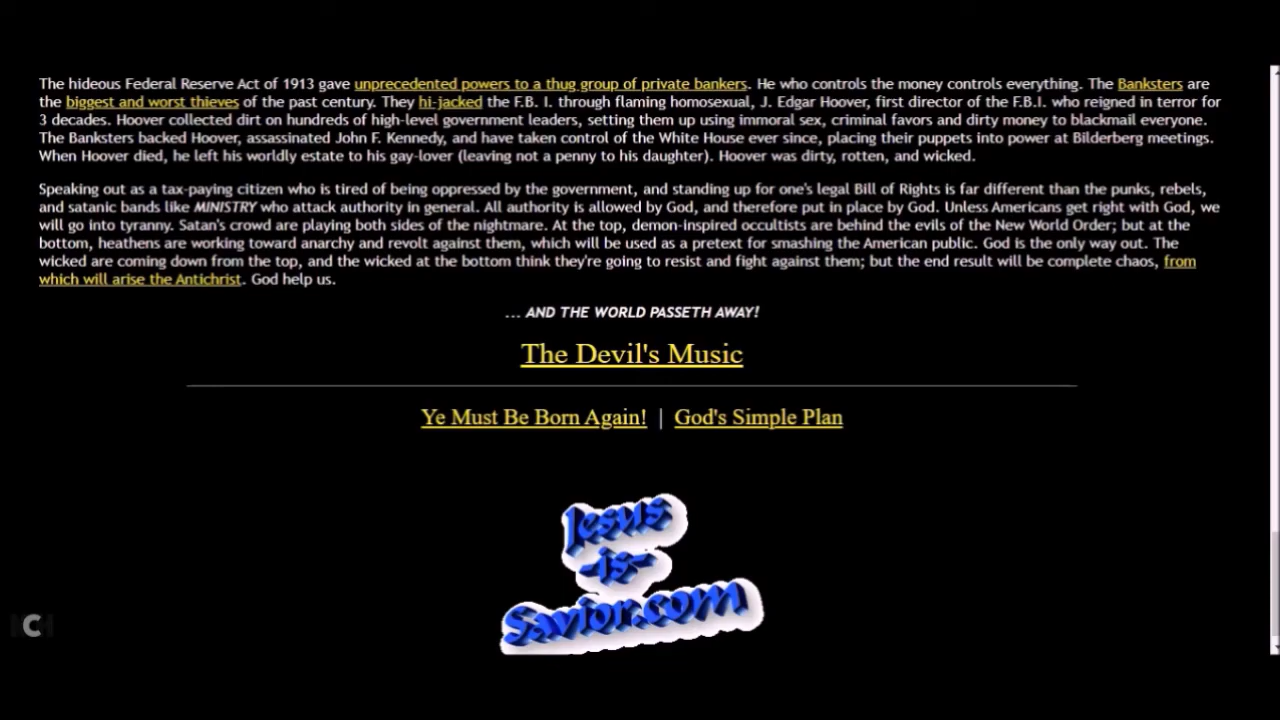 The hideous Federal Reserve Act of 1913 gave unprecedented powers to a thug group of private bankers. He who controls the money controls everything. The Banksters are
the biggest and worst thieves of the past century. They hi-jacked the F.B. I. through flaming homosexual, J. Edgar Hoover, first director of the F.B.I. who reigned in terror for
3 decades. Hoover collected dirt on hundreds of high-level government leaders, setting them up using immoral sex, criminal favors and dirty money to blackmail everyone.
The Banksters backed Hoover, assassinated John F. Kennedy, and have taken control of the White House ever since, placing their puppets into power at Bilderberg meetings.
When Hoover died, he left his worldly estate to his gay-lover (leaving not a penny to his daughter). Hoover was dirty, rotten, and wicked.
Speaking out as a tax-paying citizen who is tired of being oppressed by the government, and standing up for one's legal Bill of Rights is far different than the punks, rebels,
and satanic bands like MINISTRY who attack authority in general. All authority is allowed by God, and therefore put in place by God. Unless Americans get right with God, we
will go into tyranny. Satan's crowd are playing both sides of the nightmare. At the top, demon-inspired occultists are behind the evils of the New World Order; but at the
bottom, heathens are working toward anarchy and revolt against them, which will be used as a pretext for smashing the American public. God is the only way out. The
wicked are coming down from the top, and the wicked at the bottom think they're going to resist and fight against them; but the end result will be complete chaos, from
which will arise the Antichrist. God help us.
... AND THE WORLD PASSETH AWAY!
The Devil's Music
Ye Must Be Born Again! | God's Simple Plan
Jesus
-is-
Savior.com
C